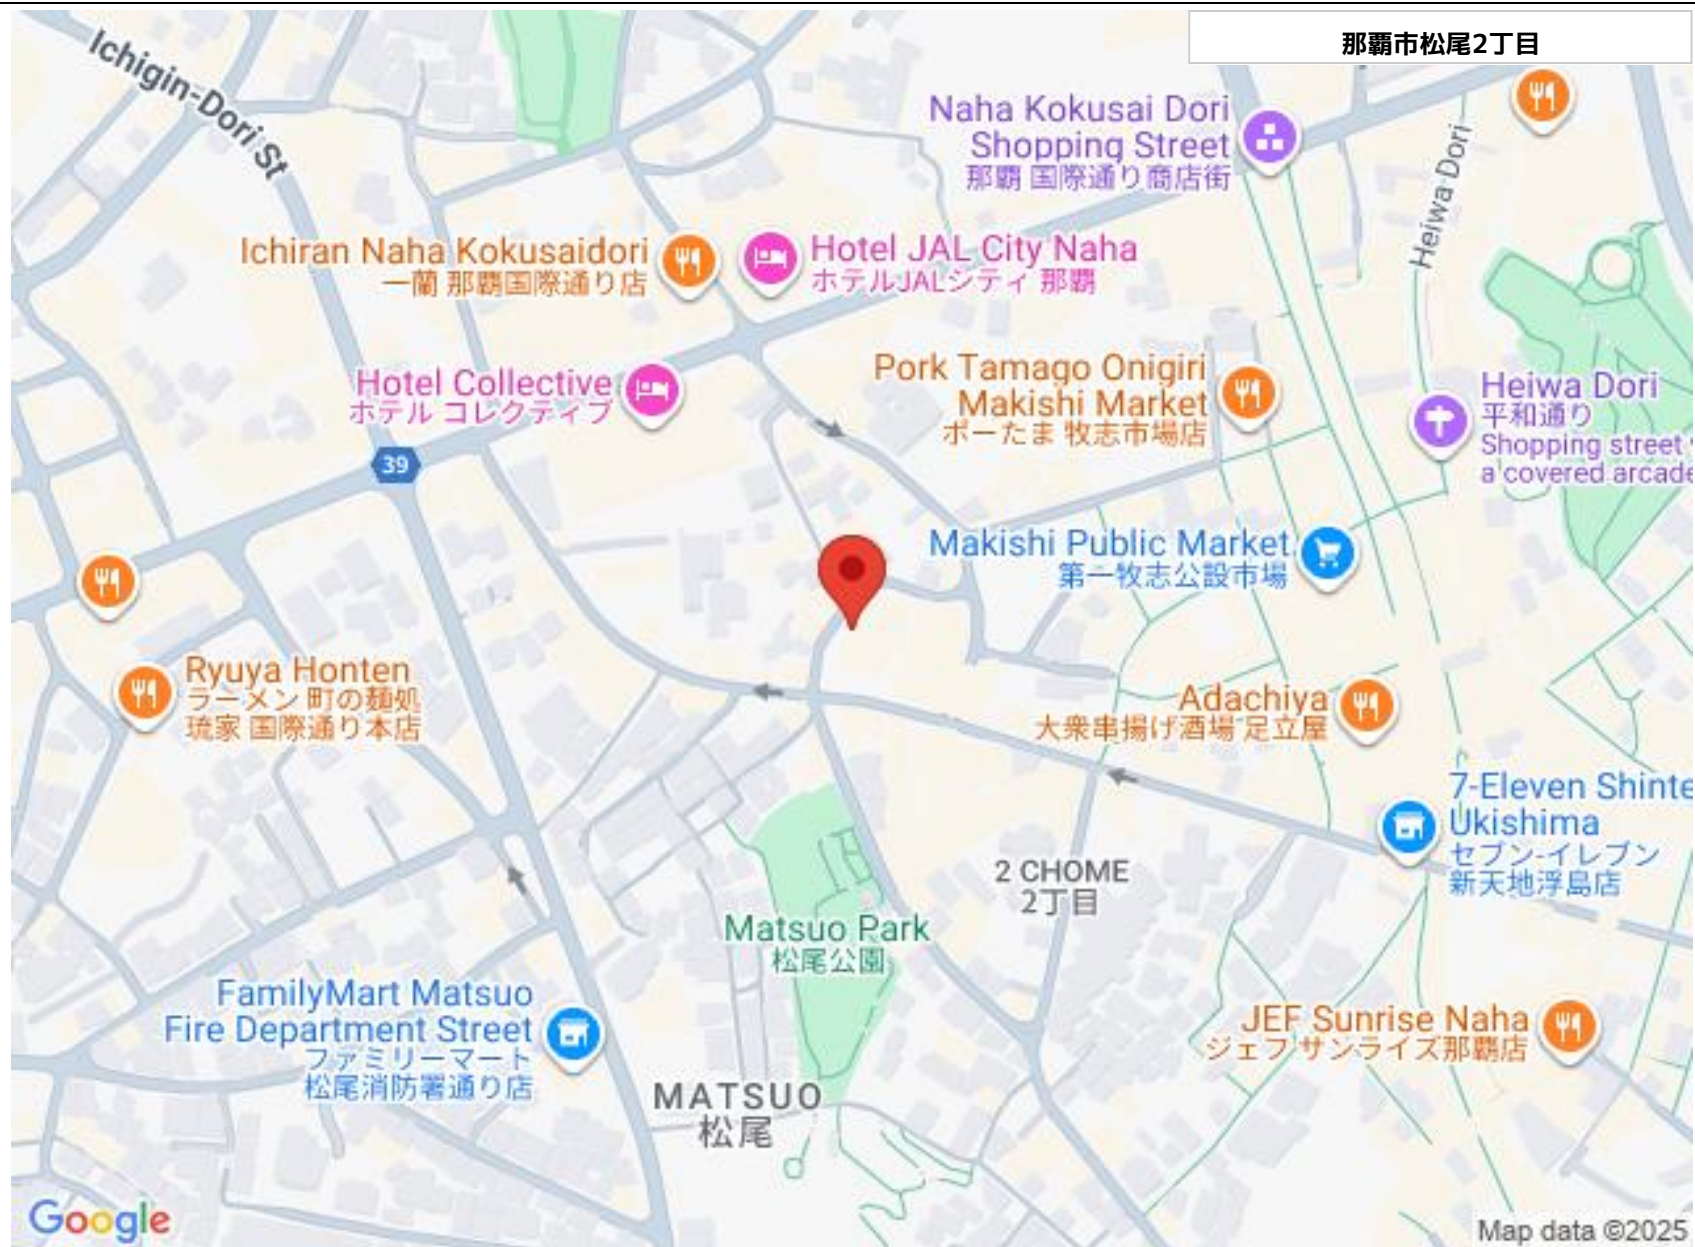 那覇市松尾2丁目
Ichigin-Dori St
Naha Kokusai Dori
Shopping Street
那覇 国際通り商店街
Heiwa Dori
Ichiran Naha Kokusaidori
一蘭 那覇国際通り店
Hotel JAL City Naha
ホテルJALシティ 那覇
Hotel Collective
ホテル コレクティブ
Pork Tamago Onigiri
Makishi Market
ポーたま 牧志市場店
Heiwa Dori
平和通り
Shopping street
a covered arcade
39
Makishi Public Market
第一牧志公設市場
Ryuya Honten
ラーメン 町の麺処
琉家 国際通り本店
Adachiya
大衆串揚げ酒場 足立屋
7-Eleven Shinte
Ukishima
セブン-イレブン
新天地浮島店
2 CHOME
2丁目
Matsuo Park
松尾公園
FamilyMart Matsuo
Fire Department Street
ファミリーマート
松尾消防署通り店
JEF Sunrise Naha
ジェフ サンライズ那覇店
MATSUO
松尾
Google
Map data ©2025